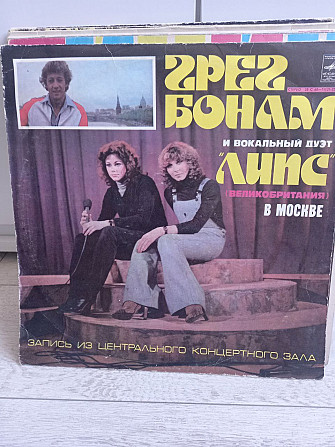 ГРЕГ
БОНАМ
И ВОКАЛЬНЫЙ ДУЭТ
"ЛИПС"
(ВЕЛИКОБРИТАНИЯ)
В МОСКВЕ
ЗАПИСЬ ИЗ ЦЕНТРАЛЬНОГО КОНЦЕРТНОГО ЗАЛА